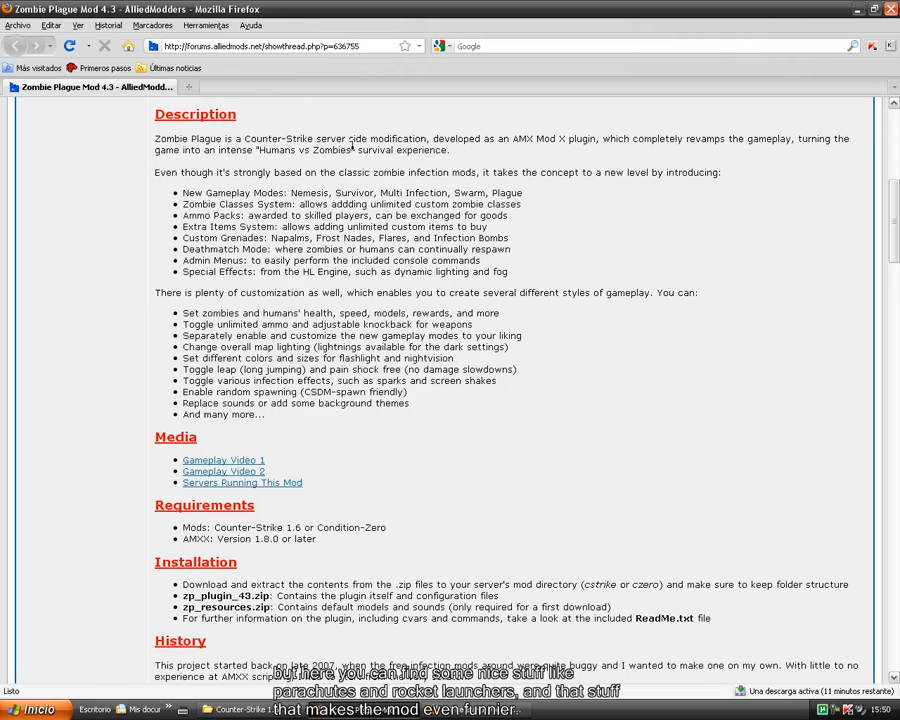 Zombie Plague Mod 4.3 - AlliedModders - Mozilla Firefox
Archivo Editar Ver Historial Marcadores Herramientas Ayuda
http://forums.alliedmods.net/showthread.php?p=636755
Google
Más visitados Primeros pasos Últimas noticias
Zombie Plague Mod 4.3 - AlliedModd...
Description
Zombie Plague is a Counter-Strike server side modification, developed as an AMX Mod X plugin, which completely revamps the gameplay, turning the
game into an intense "Humans vs Zombies" survival experience.
Even though it's strongly based on the classic zombie infection mods, it takes the concept to a new level by introducing:
• New Gameplay Modes: Nemesis, Survivor, Multi Infection, Swarm, Plague
• Zombie Classes System: allows addding unlimited custom zombie classes
• Ammo Packs: awarded to skilled players, can be exchanged for goods
• Extra Items System: allows adding unlimited custom items to buy
• Custom Grenades: Napalms, Frost Nades, Flares, and Infection Bombs
• Deathmatch Mode: where zombies or humans can continually respawn
• Admin Menus: to easily perform the included console commands
• Special Effects: from the HL Engine, such as dynamic lighting and fog
There is plenty of customization as well, which enables you to create several different styles of gameplay. You can:
• Set zombies and humans' health, speed, models, rewards, and more
• Toggle unlimited ammo and adjustable knockback for weapons
• Separately enable and customize the new gameplay modes to your liking
• Change overall map lighting (lightnings available for the dark settings)
• Set different colors and sizes for flashlight and nightvision
• Toggle leap (long jumping) and pain shock free (no damage slowdowns)
• Toggle various infection effects, such as sparks and screen shakes
• Enable random spawning (CSDM-spawn friendly)
• Replace sounds or add some background themes
• And many more...
Media
• Gameplay Video 1
• Gameplay Video 2
• Servers Running This Mod
Requirements
• Mods: Counter-Strike 1.6 or Condition-Zero
• AMXX: Version 1.8.0 or later
Installation
• Download and extract the contents from the .zip files to your server's mod directory (cstrike or czero) and make sure to keep folder structure
• zp_plugin_43.zip: Contains the plugin itself and configuration files
• zp_resources.zip: Contains default models and sounds (only required for a first download)
• For further information on the plugin, including cvars and commands, take a look at the included ReadMe.txt file
History
This project started back on late 2007, when zombie infection mods around were quite buggy and I wanted to make one on my own. With little to no
experience at AMXX scripting
but here you can find some nice stuff like
parachutes and rocket launchers, and that stuff
that makes the mod even funnier.
Listo Una descarga activa (11 minutos restante)
Inicio Escritorio Mis docum Counter-Strike 1 15:50